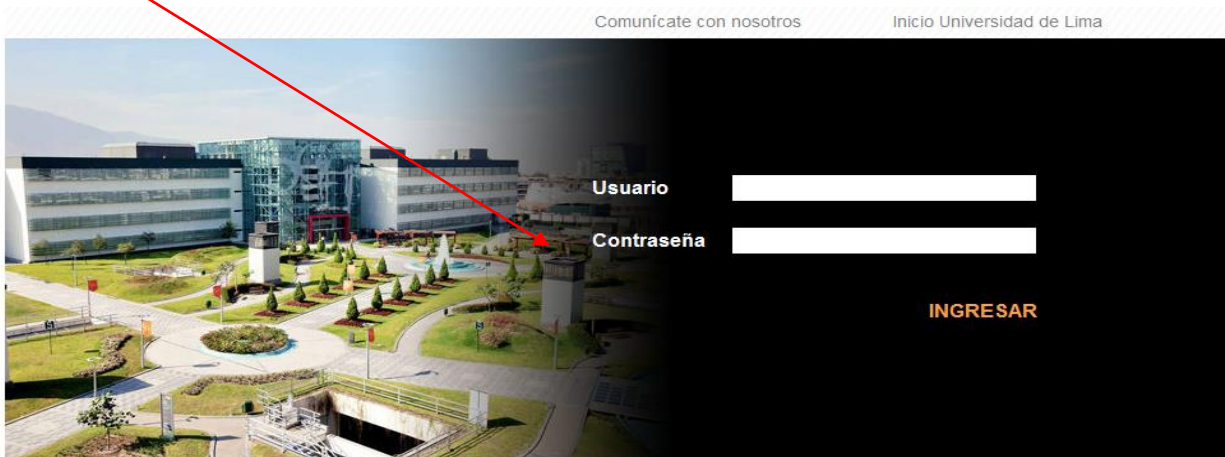 Comunícate con nosotros Inicio Universidad de Lima
Usuario
Contraseña
INGRESAR